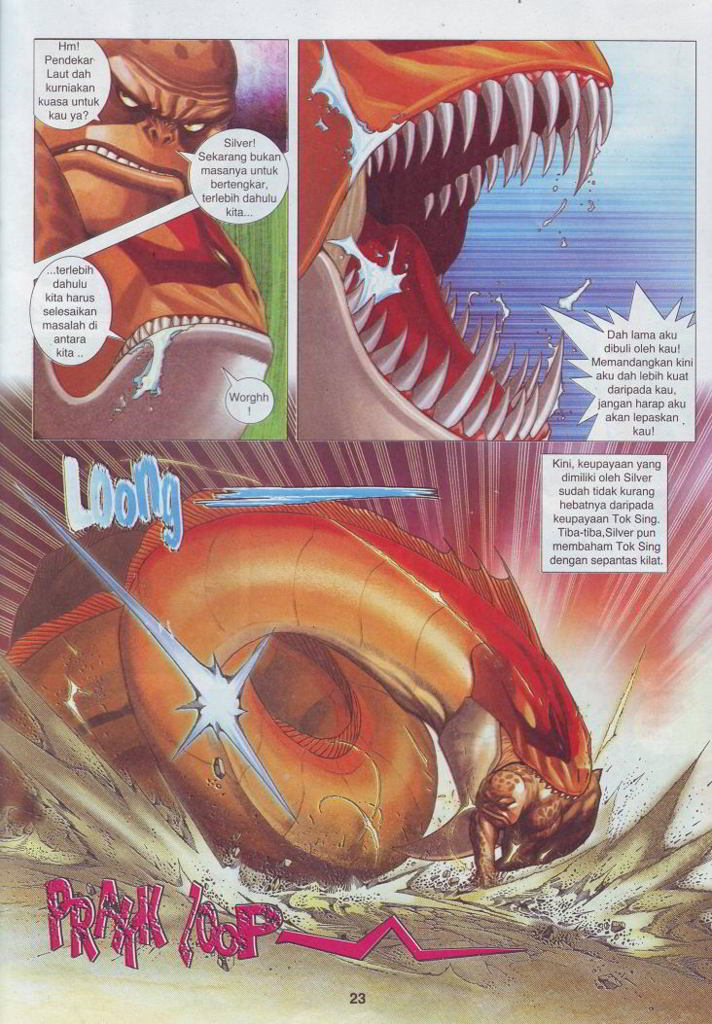 Hm!
Pendekar
Laut dah
kurniakan
kuasa untuk
kau ya?
Silver!
Sekarang bukan
masanya untuk
bertengkar,
terlebih dahulu
kita...
...terlebih
dahulu
kita harus
selesaikan
masalah di
antara
kita ..
Worghh
!
Dah lama aku
dibuli oleh kau!
Memandangkan
aku dah lebih kuat
daripada kau,
jangan harap aku
akan lepaskan
kau!
Loong
Kini, keupayaan yang
dimiliki oleh Silver
sudah tidak kurang
hebatnya daripada
keupayaan Tok Sing.
Tiba-tiba,Silver pun
membaham Tok Sing
dengan sepantas kilat.
PRAKK loop
23